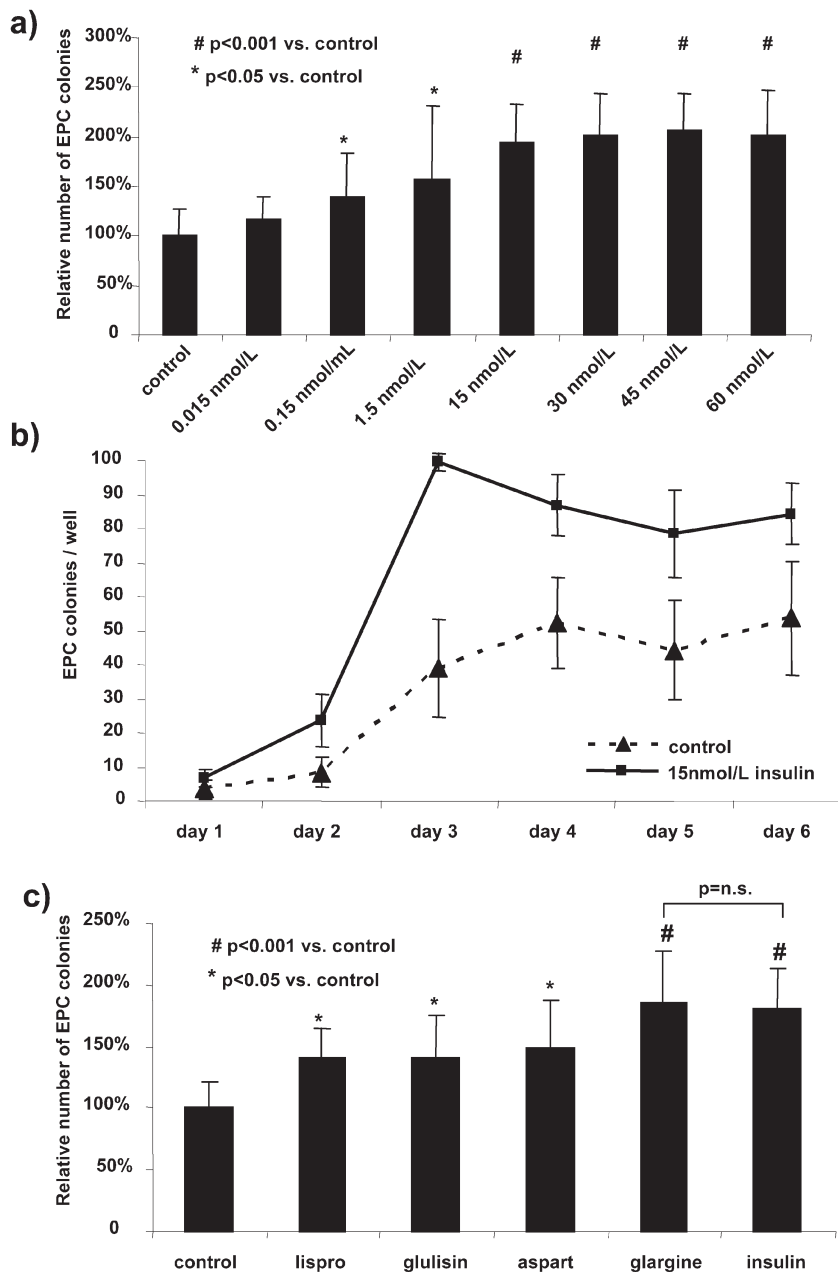 a)
300%
250%
200%
150%
100%
50%
0
Relative number of EPC colonies
# p<0.001 vs. control
* p<0.05 vs. control
*
*
#
#
#
#
control
0.015 nmol/L
0.15 nmol/mL
1.5 nmol/L
15 nmol/L
30 nmol/L
45 nmol/L
60 nmol/L
b)
100
90
80
70
60
50
40
30
20
10
0
EPC colonies / well
control
15nmol/L insulin
day 1
day 2
day 3
day 4
day 5
day 6
c)
250%
200%
150%
100%
50%
0
Relative number of EPC colonies
# p<0.001 vs. control
* p<0.05 vs. control
p=n.s.
*
*
*
#
#
control
lispro
glulisin
aspart
glargine
insulin